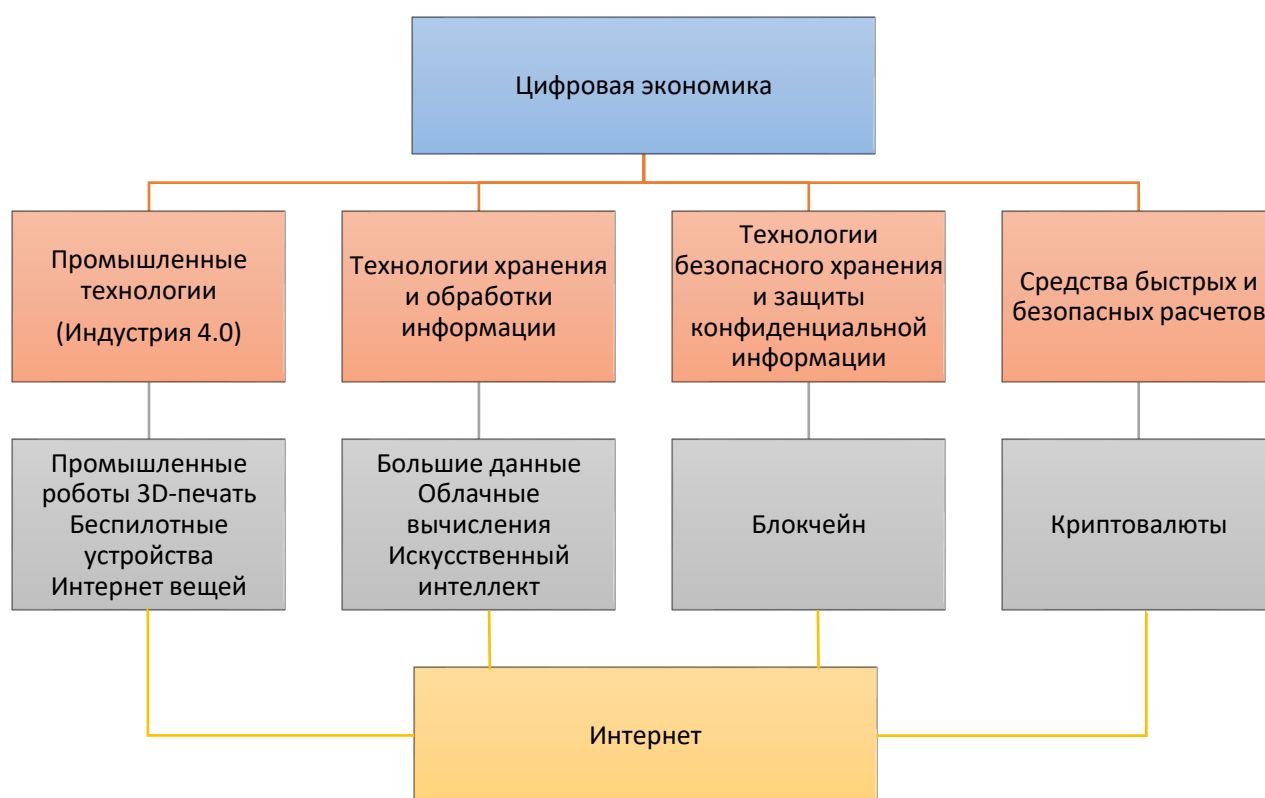 Цифровая экономика
Промышленные
технологии
(Индустрия 4.0)
Технологии хранения
и обработки
информации
Технологии
безопасного хранения
и защиты
конфиденциальной
информации
Средства быстрых и
безопасных расчетов
Промышленные
роботы 3D-печать
Беспилотные
устройства
Интернет вещей
Большие данные
Облачные
вычисления
Искусственный
интеллект
Блокчейн
Криптовалюты
Интернет